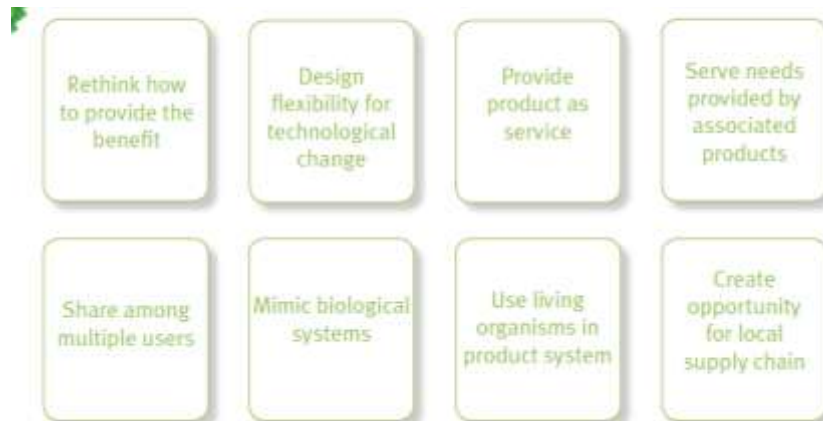 Rethink how
to provide the
benefit
Design
flexibility for
technological
change
Provide
product as
service
Serve needs
provided by
associated
products
Share among
multiple users
Mimic biological
systems
Use living
organisms in
product system
Create
opportunity
for local
supply chain